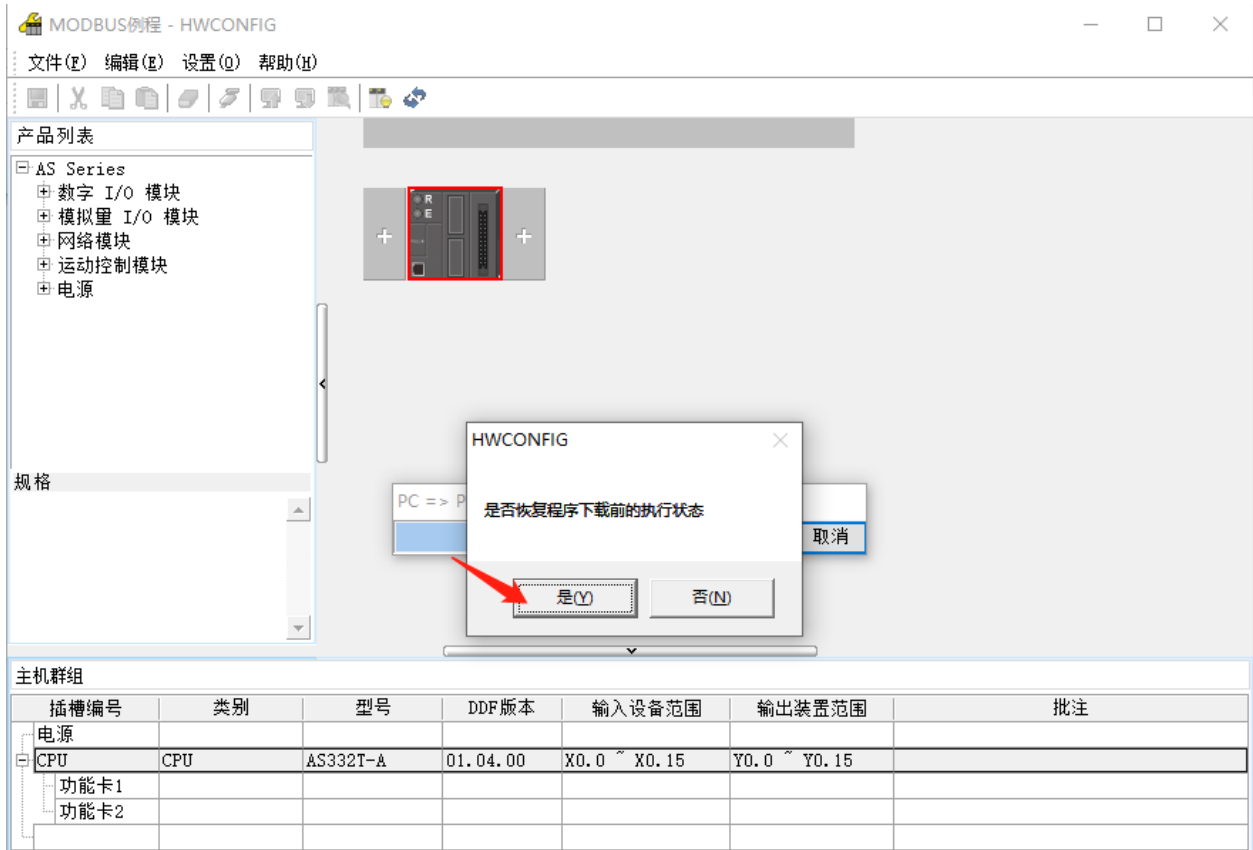 MODBUS例程 - HWCONFIG
文件(F) 编辑(E) 设置(O) 帮助(H)
产品列表
AS Series
数字 I/O 模块
模拟量 I/O 模块
网络模块
运动控制模块
电源
R
E
规格
HWCONFIG
是否恢复程序下载前的执行状态
PC => P
取消
是(Y) 否(N)
主机群组
插槽编号 类别 型号 DDF版本 输入设备范围 输出装置范围 批注
电源
CPU CPU AS332T-A 01.04.00 X0.0 ~ X0.15 Y0.0 ~ Y0.15
功能卡1
功能卡2